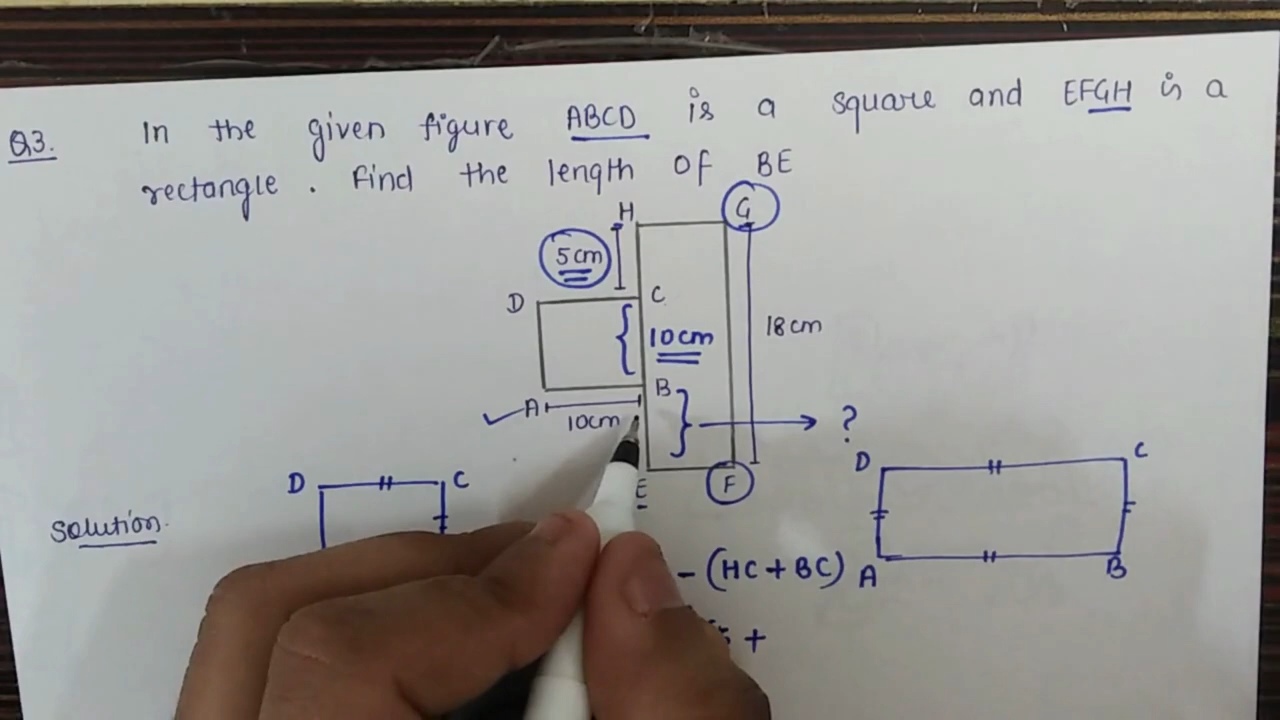 Q3. In the given figure ABCD is a square and EFGH is a
rectangle. Find the length of BE
H G
5cm
D C
10cm 18cm
B
A
10cm ?
E F
Solution.
D C
D C
A B
- (HC + BC)
+